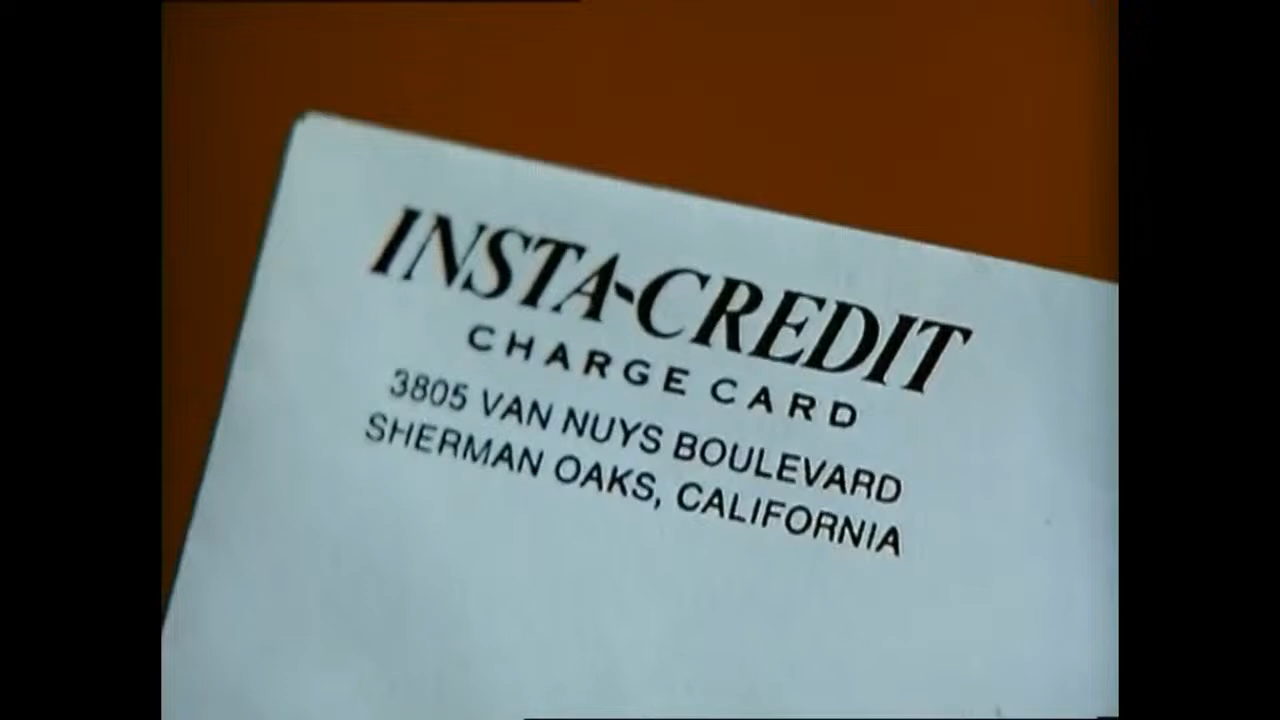 INSTA-CREDIT
CHARGE CARD
3805 VAN NUYS BOULEVARD
SHERMAN OAKS, CALIFORNIA